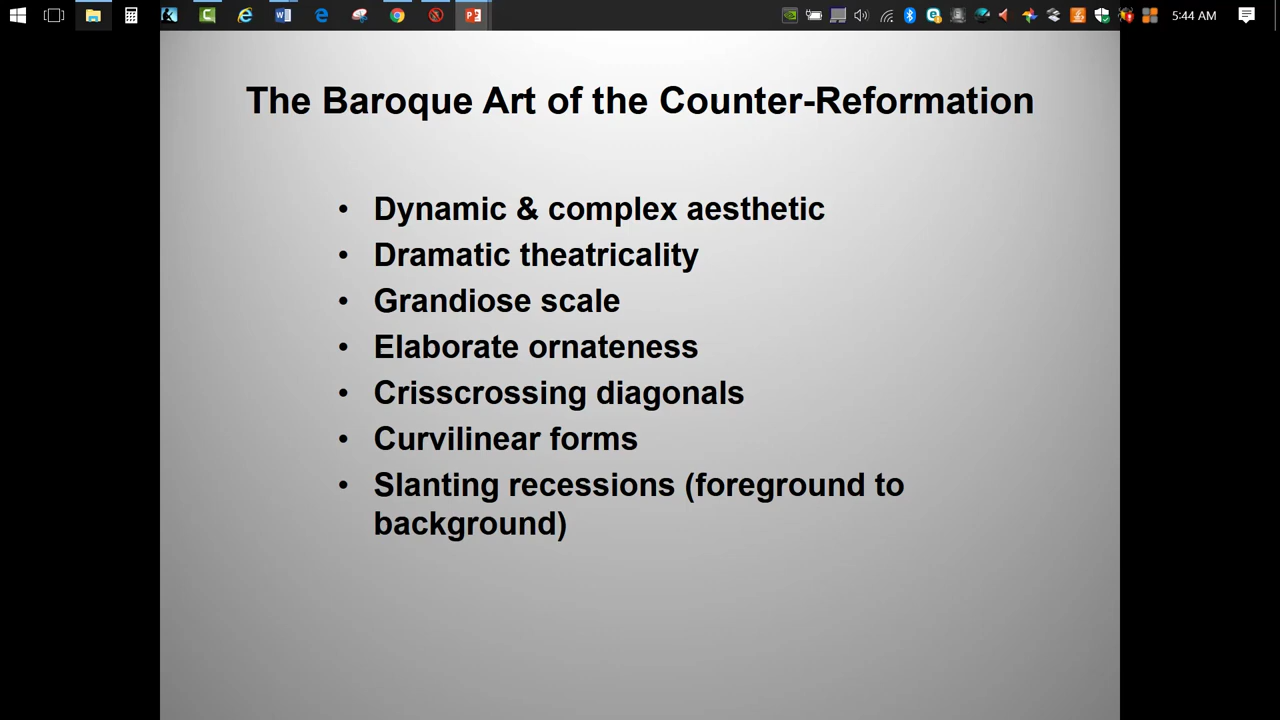 5:44 AM
The Baroque Art of the Counter-Reformation
• Dynamic & complex aesthetic
• Dramatic theatricality
• Grandiose scale
• Elaborate ornateness
• Crisscrossing diagonals
• Curvilinear forms
• Slanting recessions (foreground to
background)